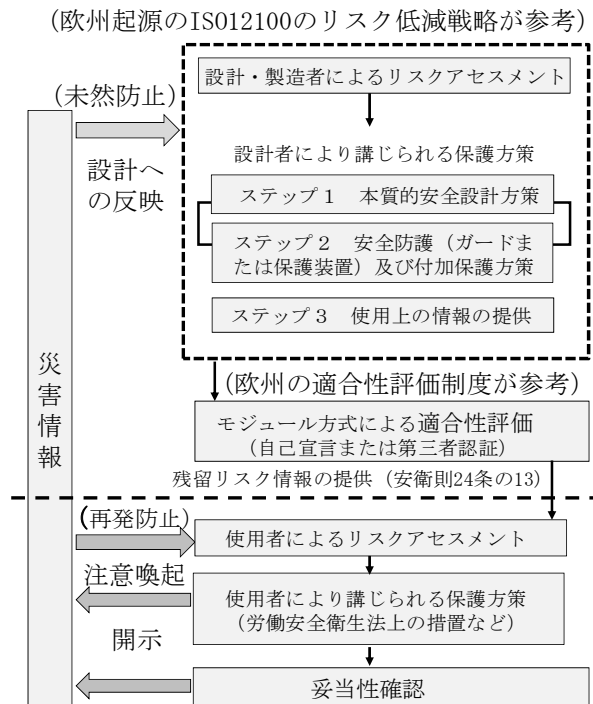 (欧州起源のISO12100のリスク低減戦略が参考)
設計・製造者によるリスクアセスメント
(未然防止)
設計者により講じられる保護方策
設計へ
の反映
ステップ1 本質的安全設計方策
ステップ2 安全防護(ガードま
たは保護装置)及び付加保護方策
ステップ3 使用上の情報の提供
災害情報
(欧州の適合性評価制度が参考)
モジュール方式による適合性評価
(自己宣言または第三者認証)
残留リスク情報の提供(安衛則24条の13)
(再発防止)
使用者によるリスクアセスメント
注意喚起
使用者により講じられる保護方策
(労働安全衛生法上の措置など)
開示
妥当性確認